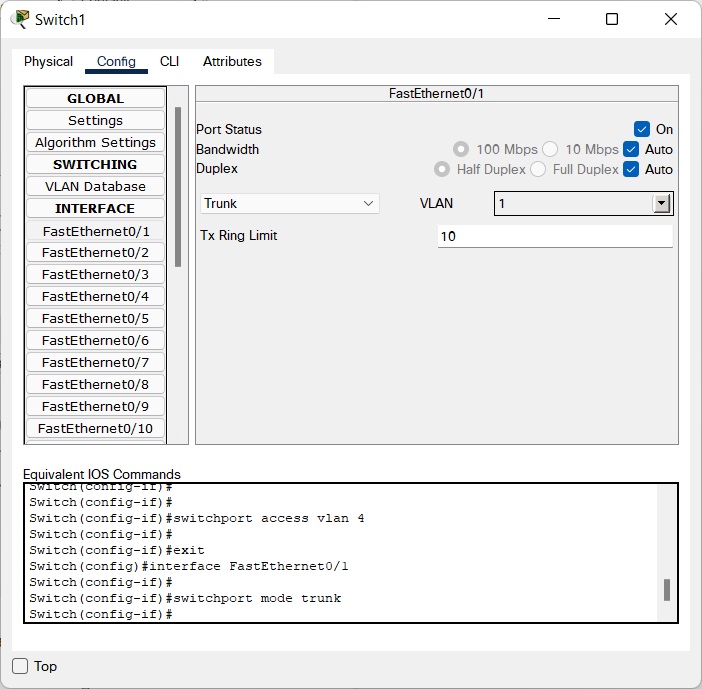 Switch1
Physical Config CLI Attributes
GLOBAL
Settings
Algorithm Settings
SWITCHING
VLAN Database
INTERFACE
FastEthernet0/1
FastEthernet0/2
FastEthernet0/3
FastEthernet0/4
FastEthernet0/5
FastEthernet0/6
FastEthernet0/7
FastEthernet0/8
FastEthernet0/9
FastEthernet0/10
FastEthernet0/1
Port Status On
Bandwidth 100 Mbps 10 Mbps Auto
Duplex Half Duplex Full Duplex Auto
Trunk VLAN 1
Tx Ring Limit 10
Equivalent IOS Commands
Switch(config-if)#
Switch(config-if)#
Switch(config-if)#switchport access vlan 4
Switch(config-if)#
Switch(config-if)#exit
Switch(config)#interface FastEthernet0/1
Switch(config-if)#
Switch(config-if)#switchport mode trunk
Switch(config-if)#
Top